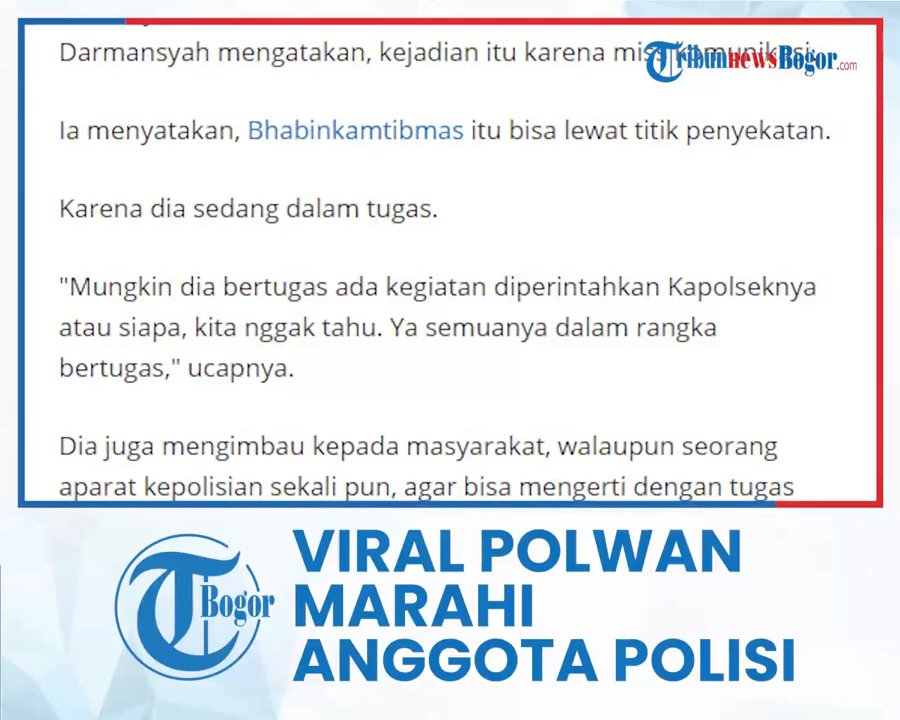 Darmansyah mengatakan, kejadian itu karena miss komunikasi.
TribunnewsBogor.com
Ia menyatakan, Bhabinkamtibmas itu bisa lewat titik penyekatan.
Karena dia sedang dalam tugas.
"Mungkin dia bertugas ada kegiatan diperintahkan Kapolseknya
atau siapa, kita nggak tahu. Ya semuanya dalam rangka
bertugas," ucapnya.
Dia juga mengimbau kepada masyarakat, walaupun seorang
aparat kepolisian sekali pun, agar bisa mengerti dengan tugas
T Bogor
VIRAL POLWAN
MARAHI
ANGGOTA POLISI